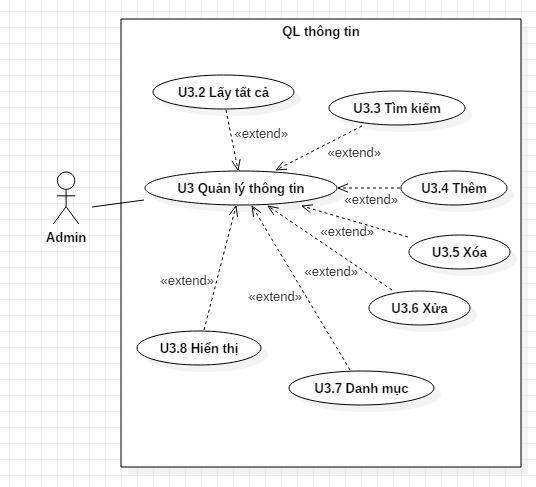 QL thông tin
U3.2 Lấy tất cả
U3.3 Tìm kiếm
«extend»
«extend»
U3 Quản lý thông tin
U3.4 Thêm
«extend»
Admin
«extend»
U3.5 Xóa
«extend»
«extend»
«extend»
U3.6 Xửa
U3.8 Hiển thị
U3.7 Danh mục